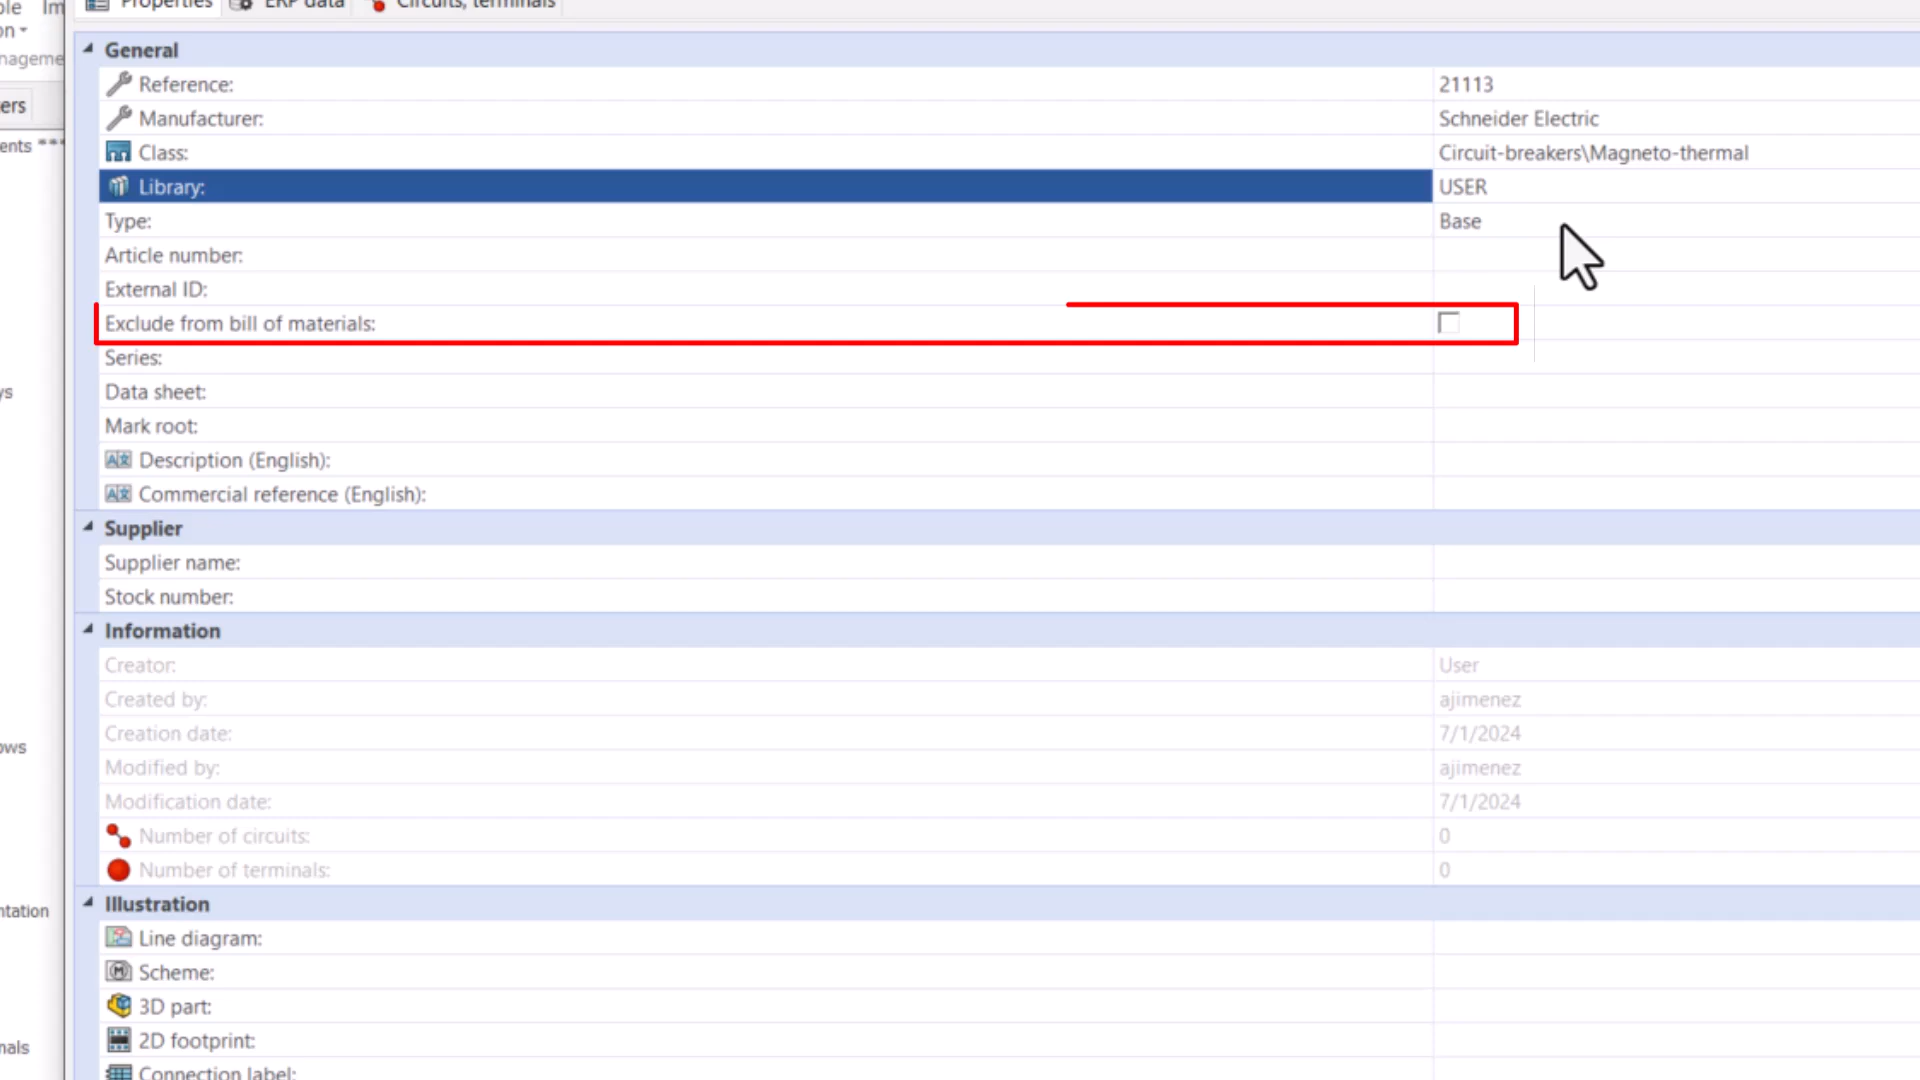 Properties
ERP data
Circuits, terminals
General
Reference: 21113
Manufacturer: Schneider Electric
Class: Circuit-breakers\Magneto-thermal
Library: USER
Type: Base
Article number:
External ID:
Exclude from bill of materials:
Series:
Data sheet:
Mark root:
Description (English):
Commercial reference (English):
Supplier
Supplier name:
Stock number:
Information
Creator: User
Created by: ajimenez
Creation date: 7/1/2024
Modified by: ajimenez
Modification date: 7/1/2024
Number of circuits: 0
Number of terminals: 0
Illustration
Line diagram:
Scheme:
3D part:
2D footprint:
Connection label: